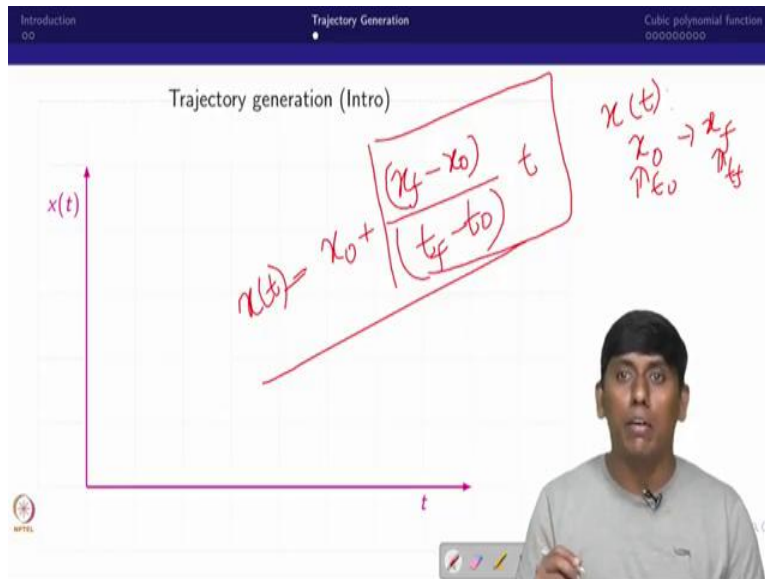 Introduction
Trajectory Generation
Cubic polynomial function
Trajectory generation (Intro)
x(t)
t
x(t) = x0 + (xf - x0) / (tf - t0) t
x(t):
x0 → xf
t0 tf
NPTEL